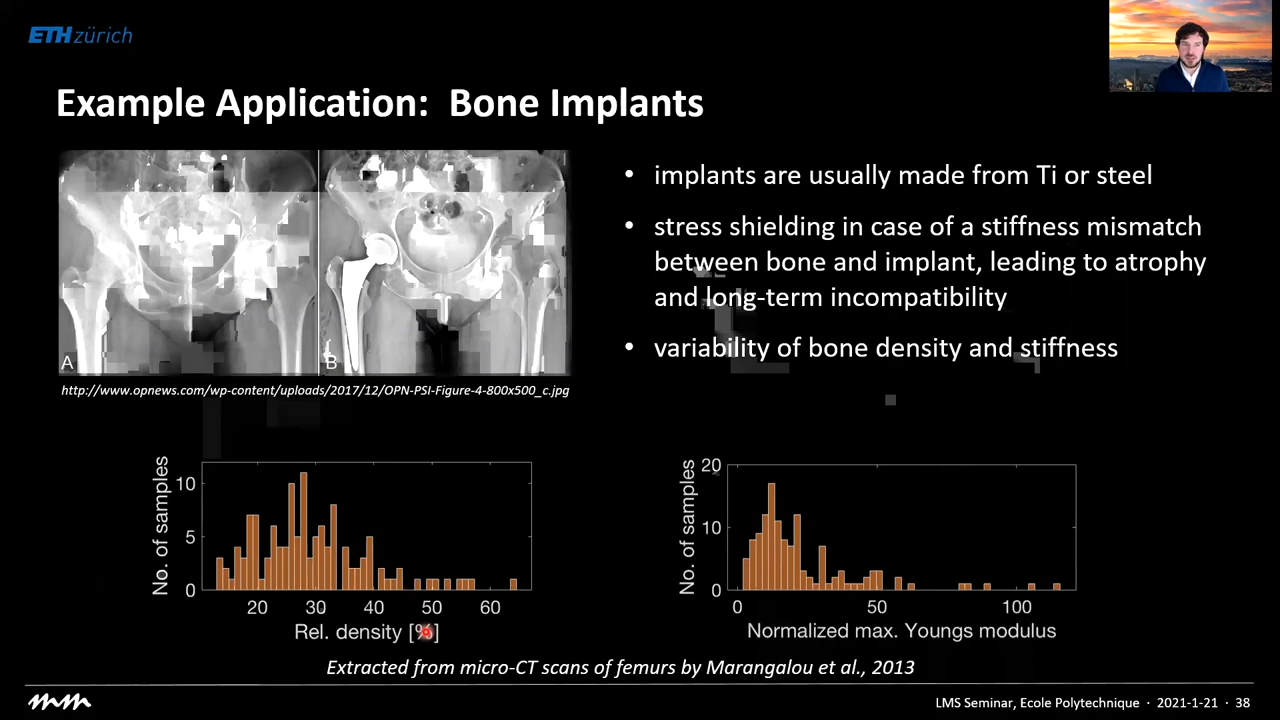 ETH zürich
Example Application: Bone Implants
A
B
http://www.opnews.com/wp-content/uploads/2017/12/OPN-PSI-Figure-4-800x500_c.jpg
• implants are usually made from Ti or steel
• stress shielding in case of a stiffness mismatch
between bone and implant, leading to atrophy
and long-term incompatibility
• variability of bone density and stiffness
No. of samples
10
5
0
20 30 40 50 60
Rel. density [%]
No. of samples
20
10
0
0 50 100
Normalized max. Youngs modulus
Extracted from micro-CT scans of femurs by Marangalou et al., 2013
LMS Seminar, Ecole Polytechnique · 2021-1-21 · 38